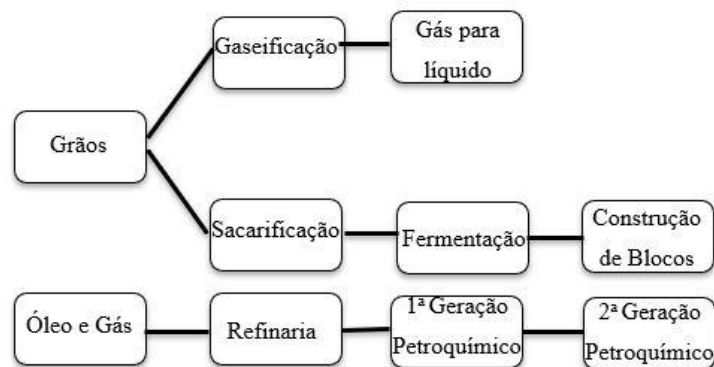 Gaseificação
Gás para
líquido
Grãos
Sacarificação
Fermentação
Construção
de Blocos
Óleo e Gás
Refinaria
1ª Geração
Petroquímico
2ª Geração
Petroquímico